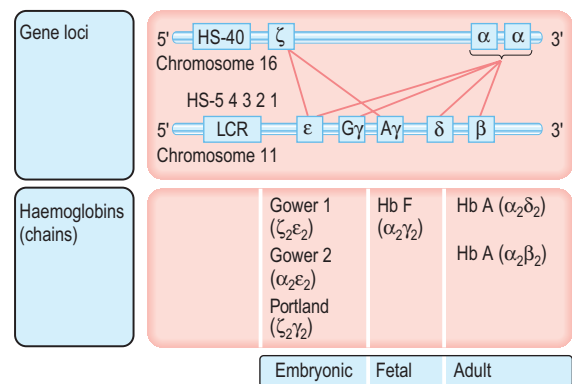 Gene loci
5' HS-40 ζ α α 3'
Chromosome 16
HS-5 4 3 2 1
5' LCR ε Gγ Aγ δ β 3'
Chromosome 11
Haemoglobins
(chains)
Gower 1
(ζ₂ε₂)
Gower 2
(α₂ε₂)
Portland
(ζ₂γ₂)
Hb F
(α₂γ₂)
Hb A (α₂δ₂)
Hb A (α₂β₂)
Embryonic Fetal Adult